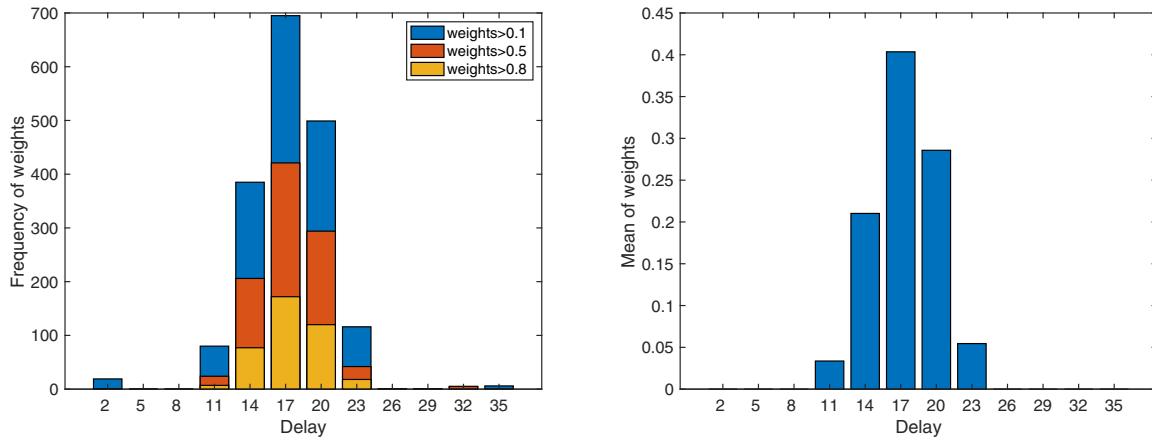 700
600
500
400
300
200
100
0
Frequency of weights
weights>0.1
weights>0.5
weights>0.8
2 5 8 11 14 17 20 23 26 29 32 35
Delay
0.45
0.4
0.35
0.3
0.25
0.2
0.15
0.1
0.05
0
Mean of weights
2 5 8 11 14 17 20 23 26 29 32 35
Delay